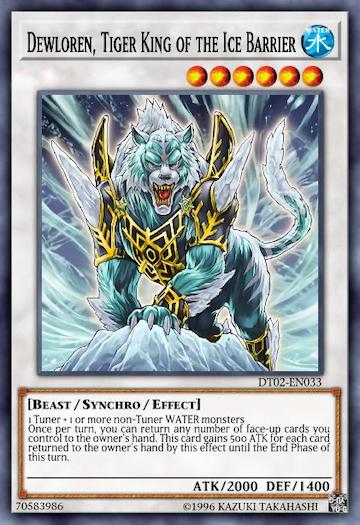 DEWLOREN, TIGER KING OF THE ICE BARRIER
WATER
水
DT02-EN033
[BEAST / SYNCHRO / EFFECT]
1 Tuner + 1 or more non-Tuner WATER monsters
Once per turn, you can return any number of face-up cards you
control to the owner's hand. This card gains 500 ATK for each card
returned to the owner's hand by this effect until the End Phase of
this turn.
ATK/2000 DEF/1400
70583986
©1996 KAZUKI TAKAHASHI